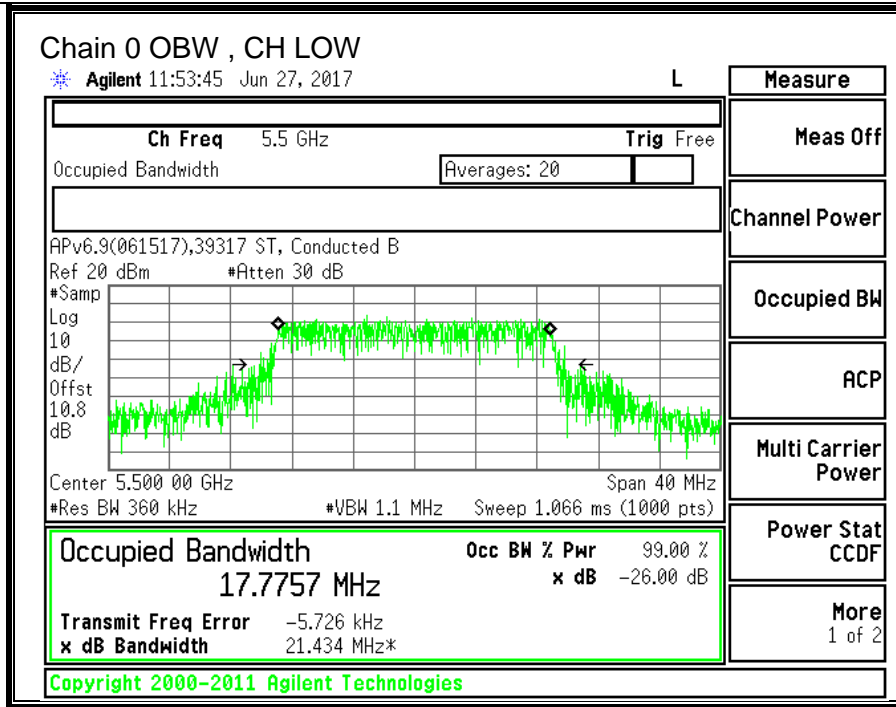 Chain 0 OBW , CH LOW
Agilent 11:53:45 Jun 27, 2017 L
Measure
Ch Freq 5.5 GHz Trig Free
Occupied Bandwidth Averages: 20
APv6.9(061517),39317 ST, Conducted B
Ref 20 dBm #Atten 30 dB
#Samp
Log
10
dB/
Offst
10.8
dB
Center 5.500 00 GHz Span 40 MHz
#Res BW 360 kHz #VBW 1.1 MHz Sweep 1.066 ms (1000 pts)
Occupied Bandwidth Occ BW % Pwr 99.00 %
17.7757 MHz x dB -26.00 dB
Transmit Freq Error -5.726 kHz
x dB Bandwidth 21.434 MHz*
Copyright 2000-2011 Agilent Technologies
Meas Off
Channel Power
Occupied BW
ACP
Multi Carrier
Power
Power Stat
CCDF
More
1 of 2